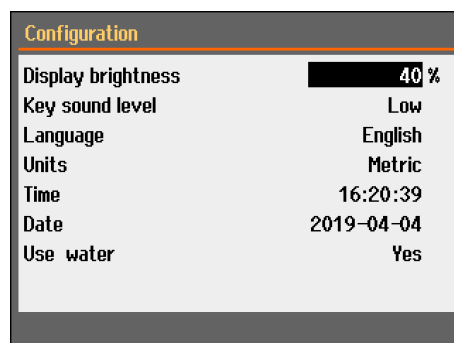 Configuration
Display brightness 40 %
Key sound level Low
Language English
Units Metric
Time 16:20:39
Date 2019-04-04
Use water Yes